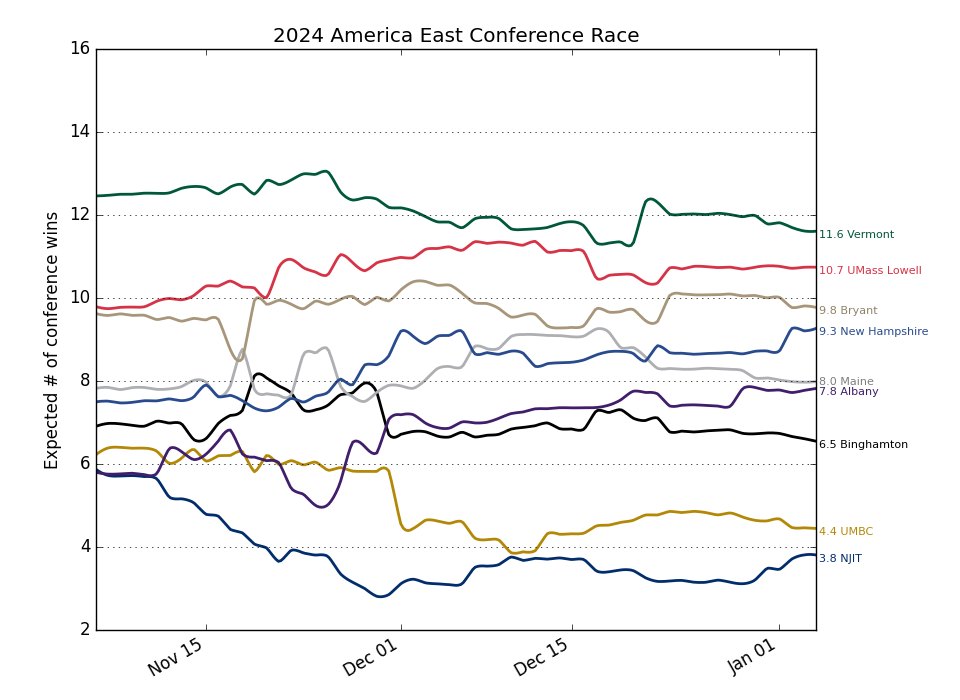 2024 America East Conference Race
Expected # of conference wins
16
14
12
10
8
6
4
2
Nov 15
Dec 01
Dec 15
Jan 01
11.6 Vermont
10.7 UMass Lowell
9.8 Bryant
9.3 New Hampshire
8.0 Maine
7.8 Albany
6.5 Binghamton
4.4 UMBC
3.8 NJIT